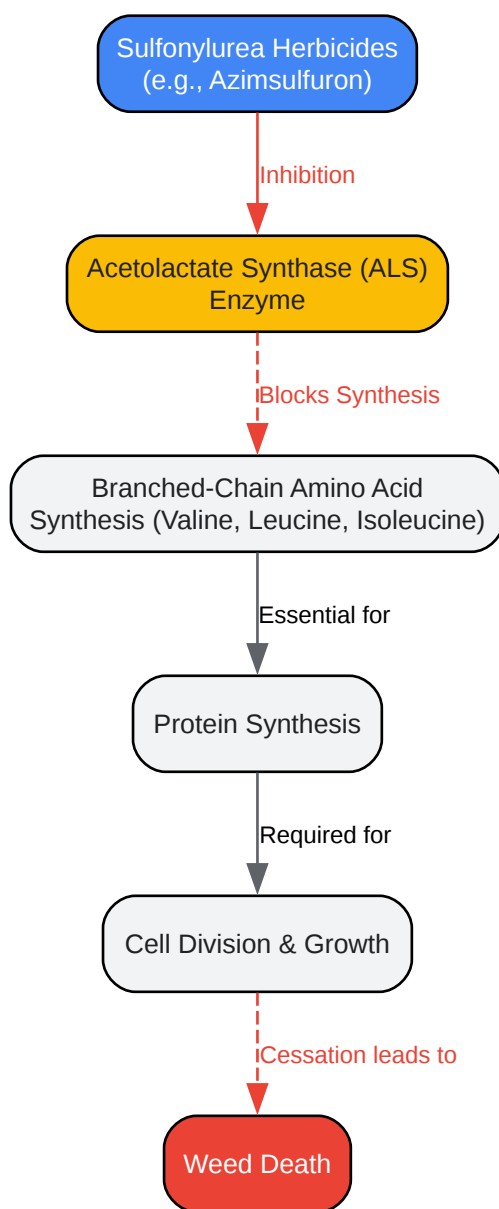 Sulfonylurea Herbicides
(e.g., Azimsulfuron)
Inhibition
Acetolactate Synthase (ALS)
Enzyme
Blocks Synthesis
Branched-Chain Amino Acid
Synthesis (Valine, Leucine, Isoleucine)
Essential for
Protein Synthesis
Required for
Cell Division & Growth
Cessation leads to
Weed Death